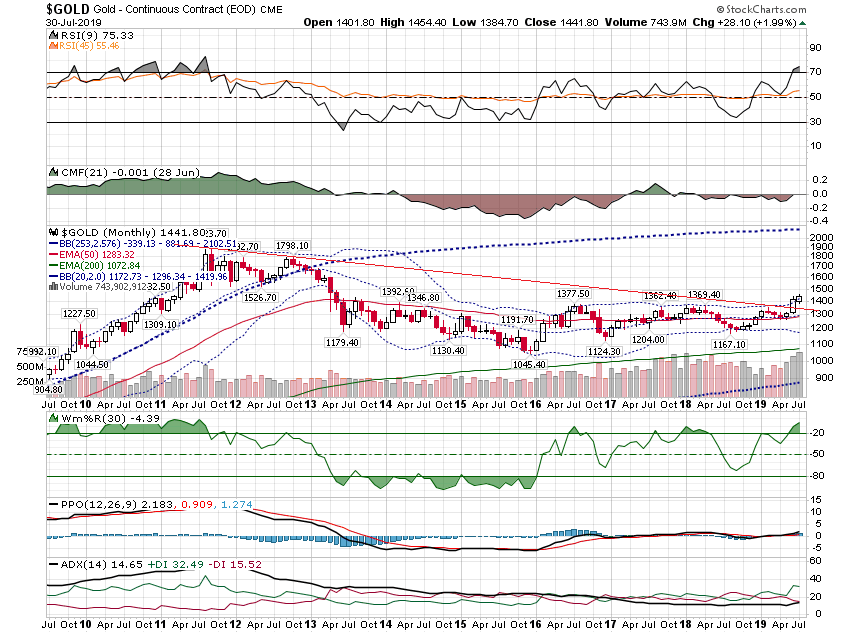 $GOLD Gold - Continuous Contract (EOD) CME
© StockCharts.com
30-Jul-2019
Open 1401.80 High 1454.40 Low 1384.70 Close 1441.80 Volume 743.9M Chg +28.10 (+1.99%)
RSI(9) 75.33
RSI(45) 55.46
90
70
50
30
10
CMF(21) -0.001 (28 Jun)
0.2
0.0
-0.2
-0.4
$GOLD (Monthly) 1441.80
BB(253,2.576) -339.13 - 881.69 - 2102.51
EMA(50) 1283.32
EMA(200) 1072.84
BB(20,2.0) 1172.73 - 1296.34 - 1419.96
Volume 743,902,912
1798.10
1526.70
1227.50
1309.10
1044.50
904.80
1179.40
1392.60
1346.80
1130.40
1191.70
1045.40
1377.50
1124.30
1204.00
1362.40
1369.40
1167.10
2000
1900
1800
1700
1600
1500
1400
1300
1200
1100
1000
900
500M
250M
Jul Oct 10 Apr Jul Oct 11 Apr Jul Oct 12 Apr Jul Oct 13 Apr Jul Oct 14 Apr Jul Oct 15 Apr Jul Oct 16 Apr Jul Oct 17 Apr Jul Oct 18 Apr Jul Oct 19 Apr Jul
Wm%R(30) -4.39
-20
-50
-80
PPO(12,26,9) 2.183, 0.909, 1.274
15
10
5
0
-5
ADX(14) 14.65 +DI 32.49 -DI 15.52
60
40
20
0
Jul Oct 10 Apr Jul Oct 11 Apr Jul Oct 12 Apr Jul Oct 13 Apr Jul Oct 14 Apr Jul Oct 15 Apr Jul Oct 16 Apr Jul Oct 17 Apr Jul Oct 18 Apr Jul Oct 19 Apr Jul